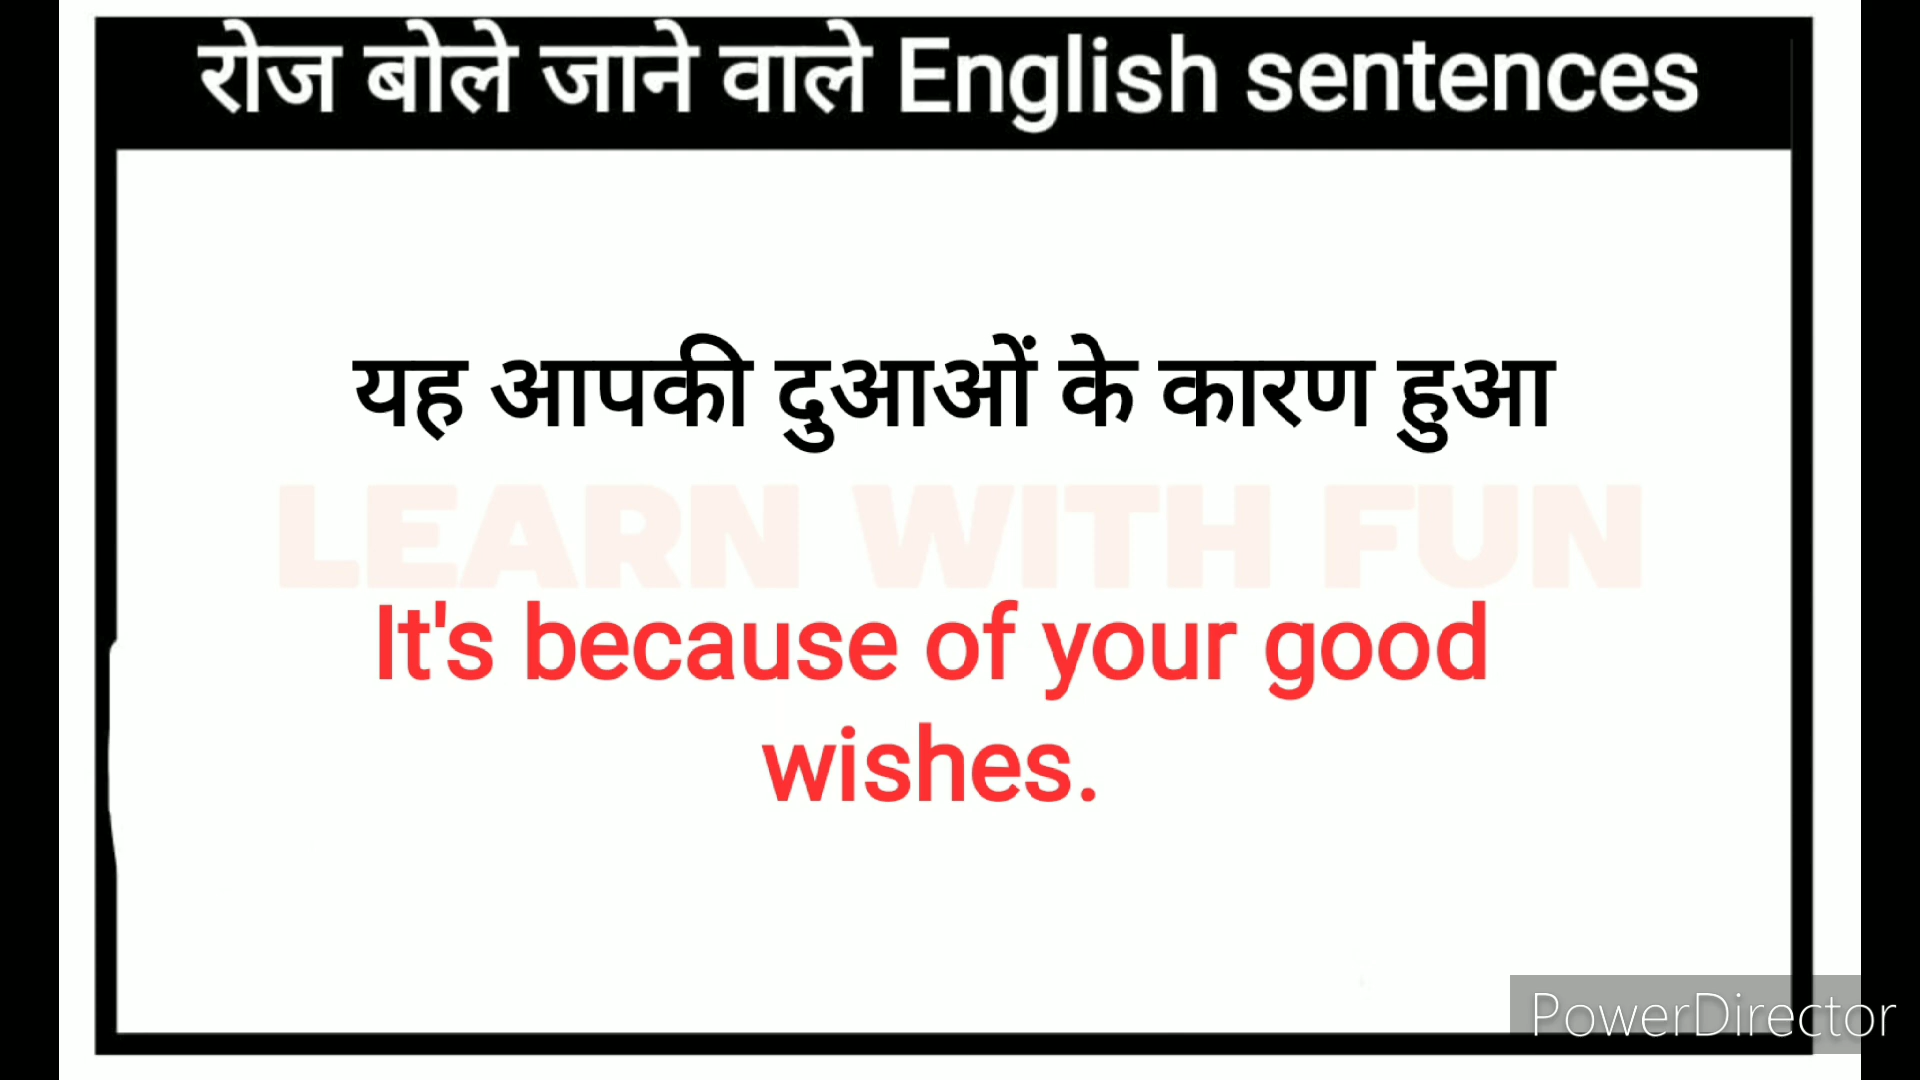 रोज बोले जाने वाले English sentences
यह आपकी दुआओं के कारण हुआ
LEARN WITH FUN
It's because of your good
wishes.
PowerDirector